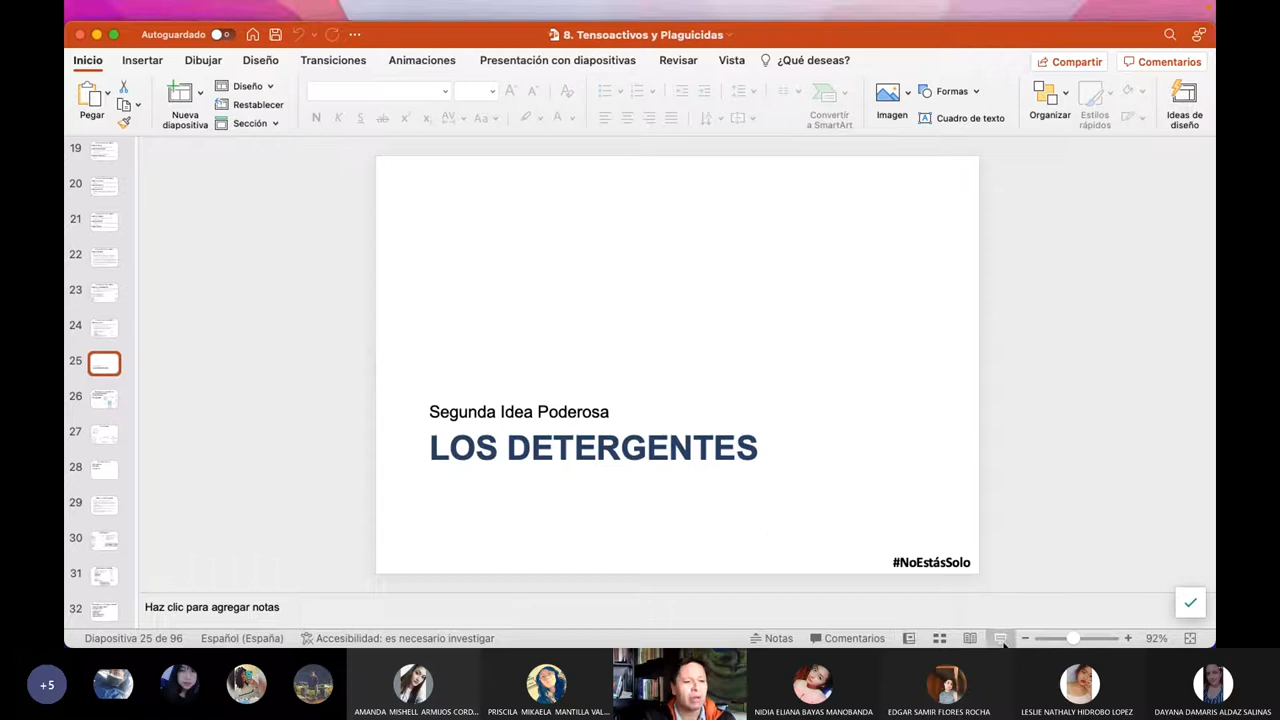 Autoguardado
8. Tensoactivos y Plaguicidas
Inicio
Insertar
Dibujar
Diseño
Transiciones
Animaciones
Presentación con diapositivas
Revisar
Vista
¿Qué deseas?
Compartir
Comentarios
Pegar
Nueva diapositiva
Diseño
Restablecer
Sección
N
Aa
Convertir a SmartArt
Imagen
Formas
Cuadro de texto
Organizar
Estilos rápidos
Ideas de diseño
19
20
21
22
23
24
25
26
27
28
29
30
31
32
Segunda Idea Poderosa
LOS DETERGENTES
#NoEstásSolo
Haz clic para agregar notas
Diapositiva 25 de 96
Español (España)
Accesibilidad: es necesario investigar
Notas
Comentarios
92%
+5
AMANDA MISHELL ARMIJOS CORD...
PRISCILA MIKAELA MANTILLA VAL...
NIDIA ELIANA BAYAS MANOBANDA
EDGAR SAMIR FLORES ROCHA
LESLIE NATHALY HIDROBO LOPEZ
DAYANA DAMARIS ALDAZ SALINAS